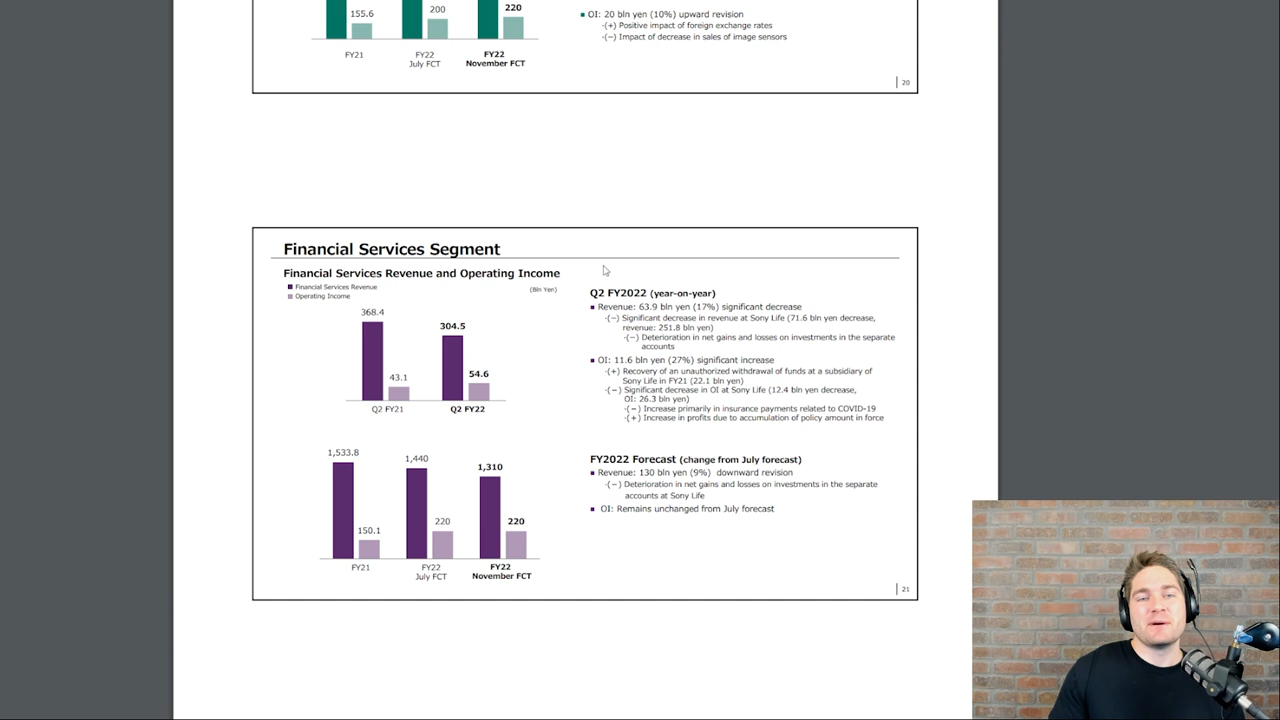 155.6
200
220
FY21
FY22
July FCT
FY22
November FCT
■ OI: 20 bln yen (10%) upward revision
-(+) Positive impact of foreign exchange rates
-(−) Impact of decrease in sales of image sensors
20
Financial Services Segment
Financial Services Revenue and Operating Income
Financial Services Revenue
Operating Income
(Bln Yen)
368.4
43.1
304.5
54.6
Q2 FY21
Q2 FY22
1,533.8
150.1
1,440
220
1,310
220
FY21
FY22
July FCT
FY22
November FCT
Q2 FY2022 (year-on-year)
■ Revenue: 63.9 bln yen (17%) significant decrease
-(−) Significant decrease in revenue at Sony Life (71.6 bln yen decrease,
revenue: 251.8 bln yen)
-(−) Deterioration in net gains and losses on investments in the separate
accounts
■ OI: 11.6 bln yen (27%) significant increase
-(+) Recovery of an unauthorized withdrawal of funds at a subsidiary of
Sony Life in FY21 (22.1 bln yen)
-(−) Significant decrease in OI at Sony Life (12.4 bln yen decrease,
OI: 26.3 bln yen)
-(−) Increase primarily in insurance payments related to COVID-19
-(+) Increase in profits due to accumulation of policy amount in force
FY2022 Forecast (change from July forecast)
■ Revenue: 130 bln yen (9%) downward revision
-(−) Deterioration in net gains and losses on investments in the separate
accounts at Sony Life
■ OI: Remains unchanged from July forecast
21